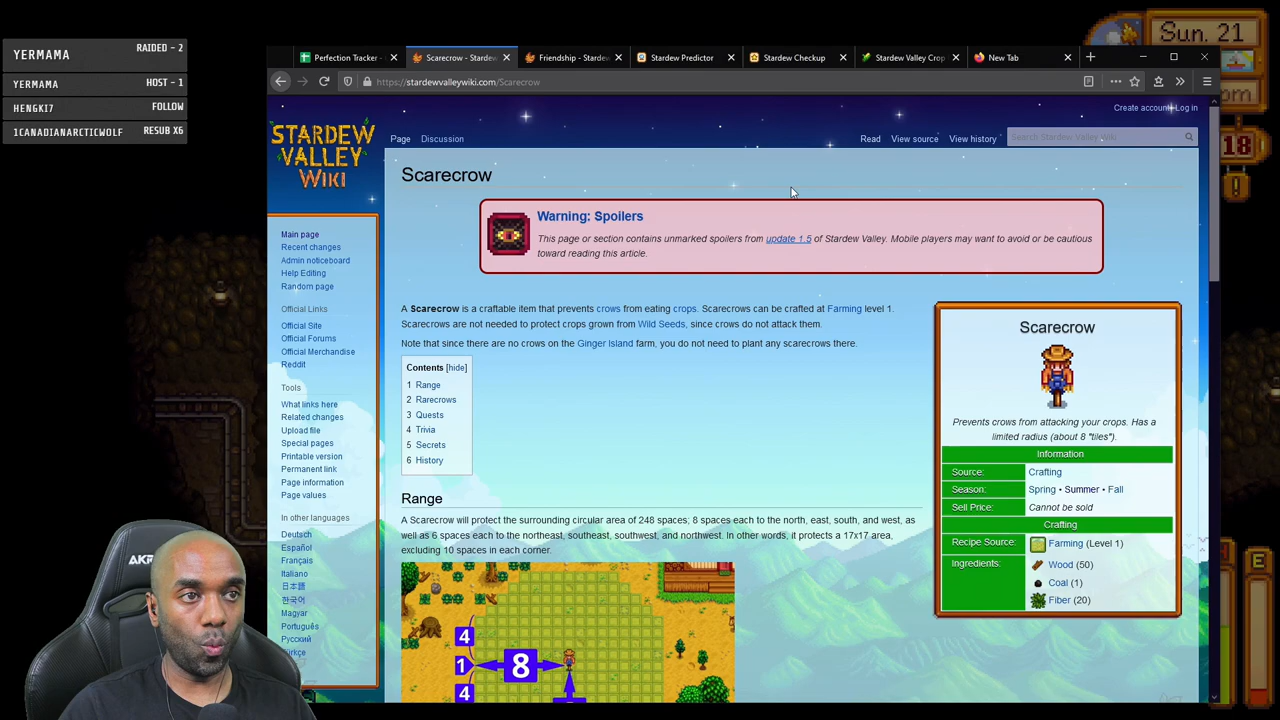 YERMAMA RAIDED - 2
YERMAMA HOST - 1
HENGKI7 FOLLOW
1CANADIANARCTICWOLF RESUB X6
Sun. 21
18
Perfection Tracker -
Scarecrow - Stardew
Friendship - Stardew
Stardew Predictor
Stardew Checkup
Stardew Valley Crop
New Tab
https://stardewvalleywiki.com/Scarecrow
Create account
Log in
STARDEW
VALLEY
WIKI
Page
Discussion
Read
View source
View history
Search Stardew Valley Wiki
Main page
Recent changes
Admin noticeboard
Help Editing
Random page
Official Links
Official Site
Official Forums
Official Merchandise
Reddit
Tools
What links here
Related changes
Upload file
Special pages
Printable version
Permanent link
Page information
Page values
In other languages
Deutsch
Español
Français
Italiano
日本語
한국어
Magyar
Português
Русский
Türkçe
Scarecrow
Warning: Spoilers
This page or section contains unmarked spoilers from update 1.5 of Stardew Valley. Mobile players may want to avoid or be cautious
toward reading this article.
A Scarecrow is a craftable item that prevents crows from eating crops. Scarecrows can be crafted at Farming level 1.
Scarecrows are not needed to protect crops grown from Wild Seeds, since crows do not attack them.
Note that since there are no crows on the Ginger Island farm, you do not need to plant any scarecrows there.
Contents [hide]
1 Range
2 Rarecrows
3 Quests
4 Trivia
5 Secrets
6 History
Range
A Scarecrow will protect the surrounding circular area of 248 spaces; 8 spaces each to the north, east, south, and west, as
well as 6 spaces each to the northeast, southeast, southwest, and northwest. In other words, it protects a 17x17 area,
excluding 10 spaces in each corner.
4
1
8
4
Scarecrow
Prevents crows from attacking your crops. Has a
limited radius (about 8 "tiles").
Information
Source: Crafting
Season: Spring • Summer • Fall
Sell Price: Cannot be sold
Crafting
Recipe Source: Farming (Level 1)
Ingredients: Wood (50)
Coal (1)
Fiber (20)
E